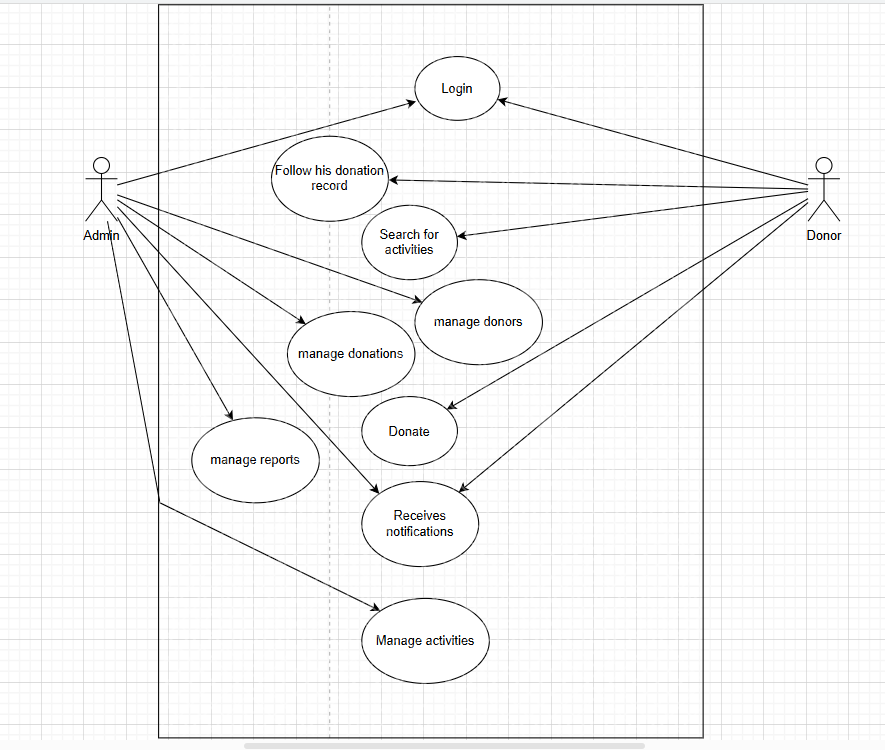 Login
Follow his donation
record
Admin
Donor
Search for
activities
manage donors
manage donations
Donate
manage reports
Receives
notifications
Manage activities